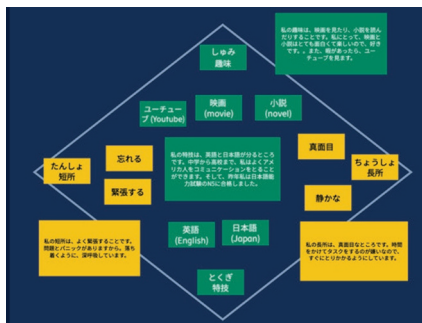 しゅみ
趣味
私の趣味は、映画を見たり、小説を読ん
だりすることです。私にとって、映画と
小説はとても面白くて楽しいので、好き
です。。また、暇があったら、ユー
チューブを見ます。
ユーチュー
ブ (Youtube)
映画
(movie)
小説
(novel)
たんしょ
短所
忘れる
緊張する
私の特技は、英語と日本語が分るところ
です。中学から高校まで、私はよくアメ
リカ人をコミュニケーションをとること
ができます。そして、昨年私は日本語能
力試験のN5に合格しました。
真面目
静かな
ちょうしょ
長所
私の短所は、よく緊張することです。
問題とパニックがありますから。落ち
着くように、深呼吸しています。
英語
(English)
日本語
(Japan)
私の長所は、真面目なところです。時間
をかけてタスクをするのが嫌いなので、
すぐにとりかかるようにしています。
とくぎ
特技